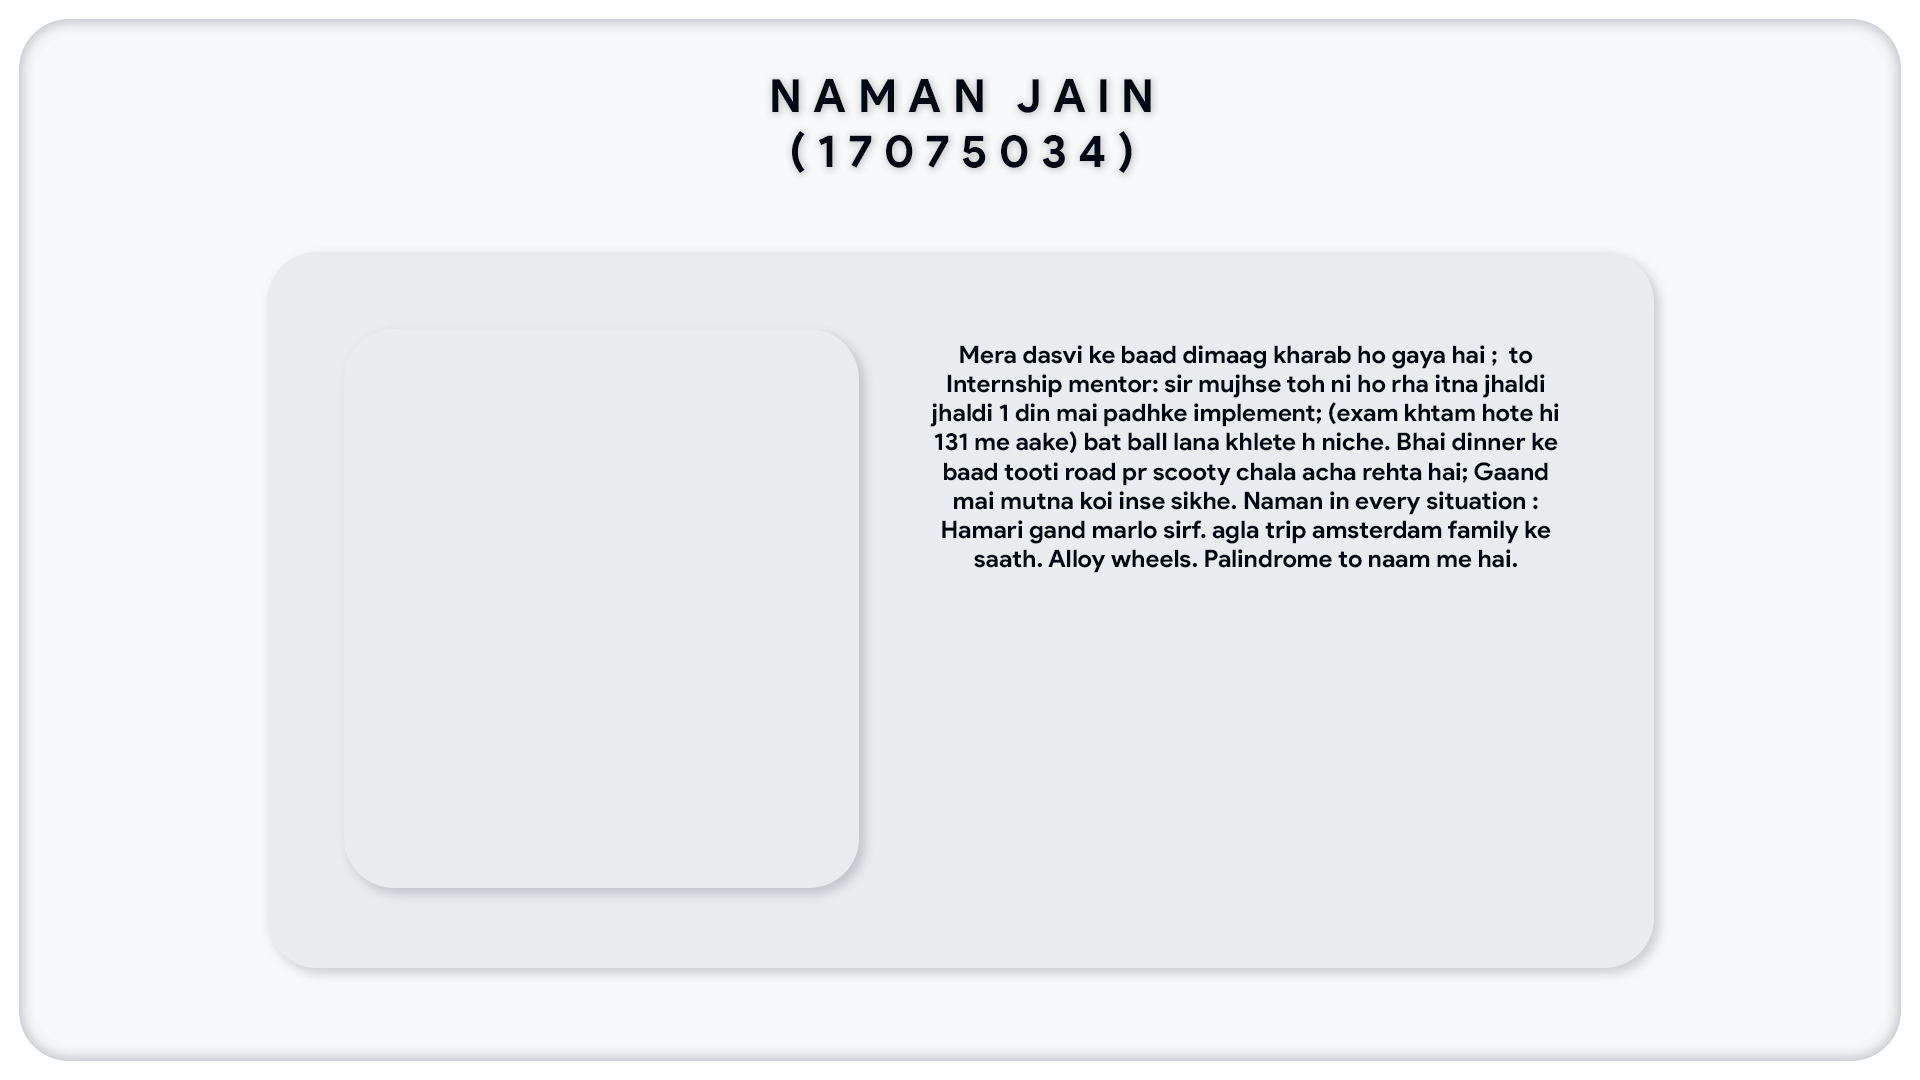 NAMAN JAIN
(17075034)
Mera dasvi ke baad dimaag kharab ho gaya hai ;  to
Internship mentor: sir mujhse toh ni ho rha itna jhaldi
jhaldi 1 din mai padhke implement; (exam khtam hote hi
131 me aake) bat ball lana khlete h niche. Bhai dinner ke
baad tooti road pr scooty chala acha rehta hai; Gaand
mai mutna koi inse sikhe. Naman in every situation :
Hamari gand marlo sirf. agla trip amsterdam family ke
saath. Alloy wheels. Palindrome to naam me hai.